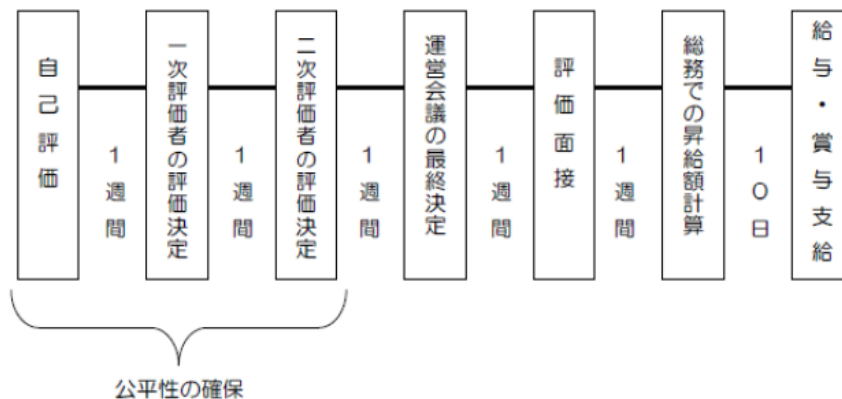 自己評価
1週間
一次評価者の評価決定
1週間
二次評価者の評価決定
1週間
運営会議の最終決定
1週間
評価面接
1週間
総務での昇給額計算
10日
給与・賞与支給
公平性の確保